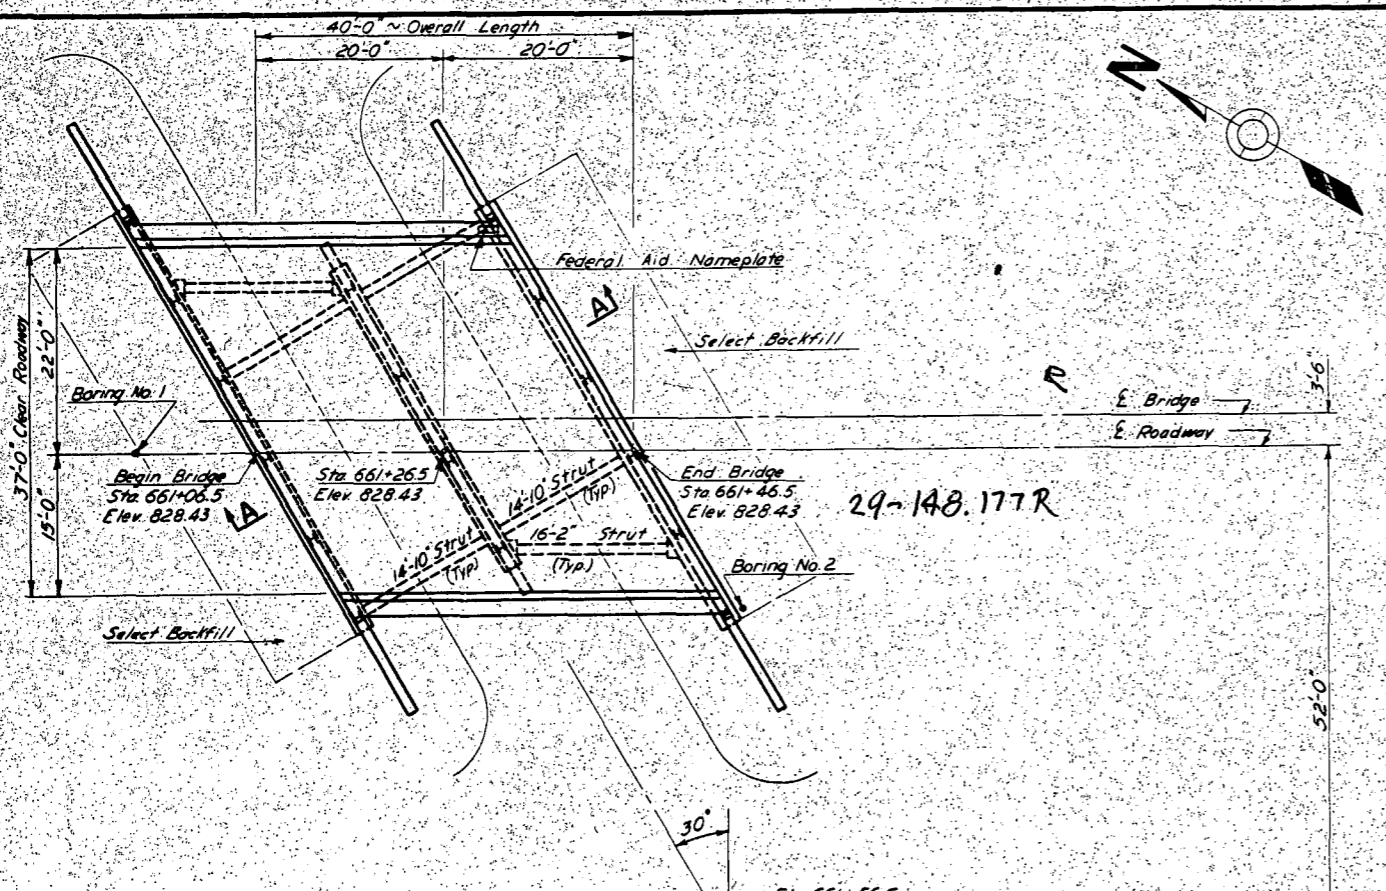 40'-0" ~ Overall Length
20'-0"
20'-0"
N
Federal Aid Nameplate
A
Select Backfill
37'-0" Clear Roadway
22'-0"
15'-0"
Boring No. 1
3'-6"
℄ Bridge
℄ Roadway
Begin Bridge
Sta. 661+06.5
Elev. 828.43
A
Sta. 661+26.5
Elev. 828.43
14'-10" Strut
(Typ.)
End Bridge
Sta. 661+46.5
Elev. 828.43
29-148.177R
14'-10" Strut
(Typ.)
16'-2" Strut
(Typ.)
Boring No. 2
Select Backfill
52'-0"
30°